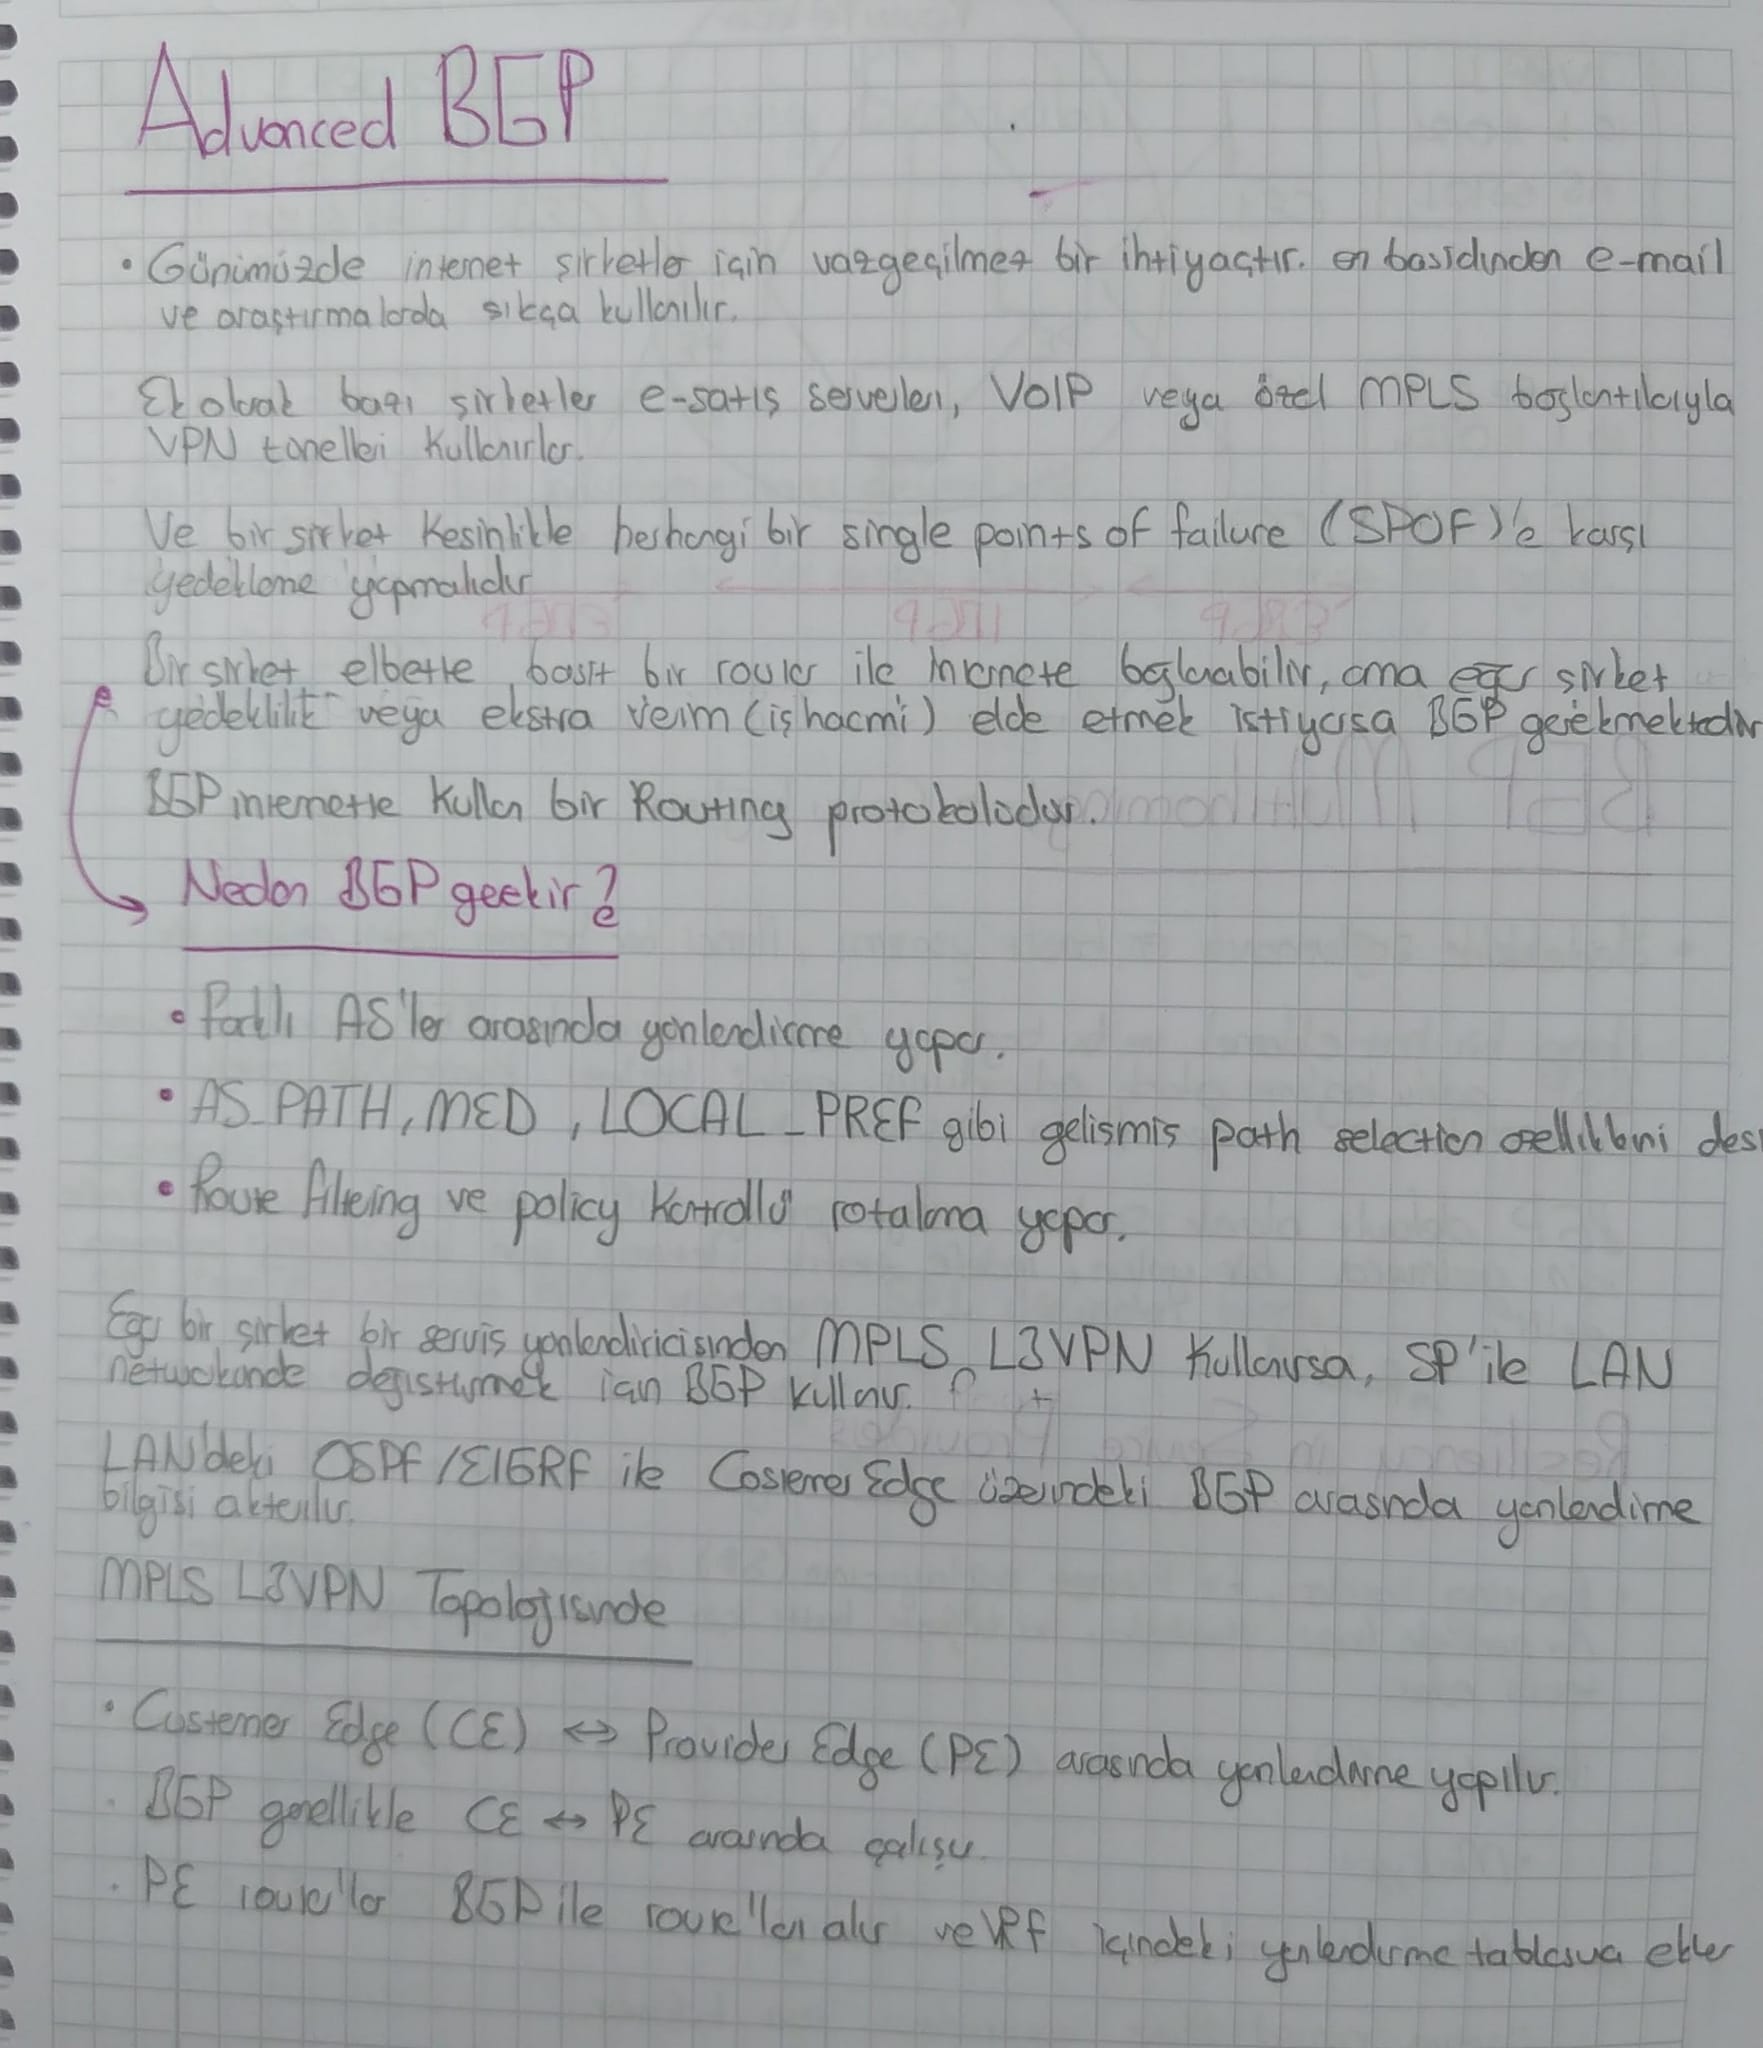 Advanced BGP
• Günümüzde internet şirketler için vazgeçilmez bir ihtiyaçtır. en basidinden e-mail
ve araştırmalarda sıkça kullanılır.
Ek olarak bazı şirketler e-satış serverleri, VOIP veya özel MPLS bağlantılarıyla
VPN tünelleri kullanırlar.
Ve bir şirket kesinlikle herhangi bir single points of failure (SPOF)'e karşı
yedekleme yapmalıdır
Bir şirket elbette basit bir router ile internete bağlanabilir, ama eğer şirket
yedeklilik veya ekstra verim (iş hacmi) elde etmek istiyorsa BGP gerekmektedir
BGP internette kullan bir Routing protokolüdür.
Neden BGP gerekir?
• Farklı AS'ler arasında yönlendirme yapar.
• AS_PATH, MED, LOCAL_PREF gibi gelişmiş path selection özelliklerini des
• Route filtering ve policy kontrollü rotalama yapar.
Eğer bir şirket bir servis yönlendiricisinden MPLS L3VPN kullanırsa, SP'ile LAN
değiştirmek için BGP kullanır.
LAN'deki OSPF/EIGRF ile Costemer Edge üzerindeki BGP arasında yönlendirme
bilgisi aktarılır.
MPLS L3VPN Topolojisinde
• Customer Edge (CE) ↔ Provider Edge (PE) arasında yönlendirme yapılır.
• BGP genellikle CE ↔ PE arasında çalışır.
• PE router'lar BGP ile route'ları alır ve VRF içindeki yönlendirme tablosuna ekler